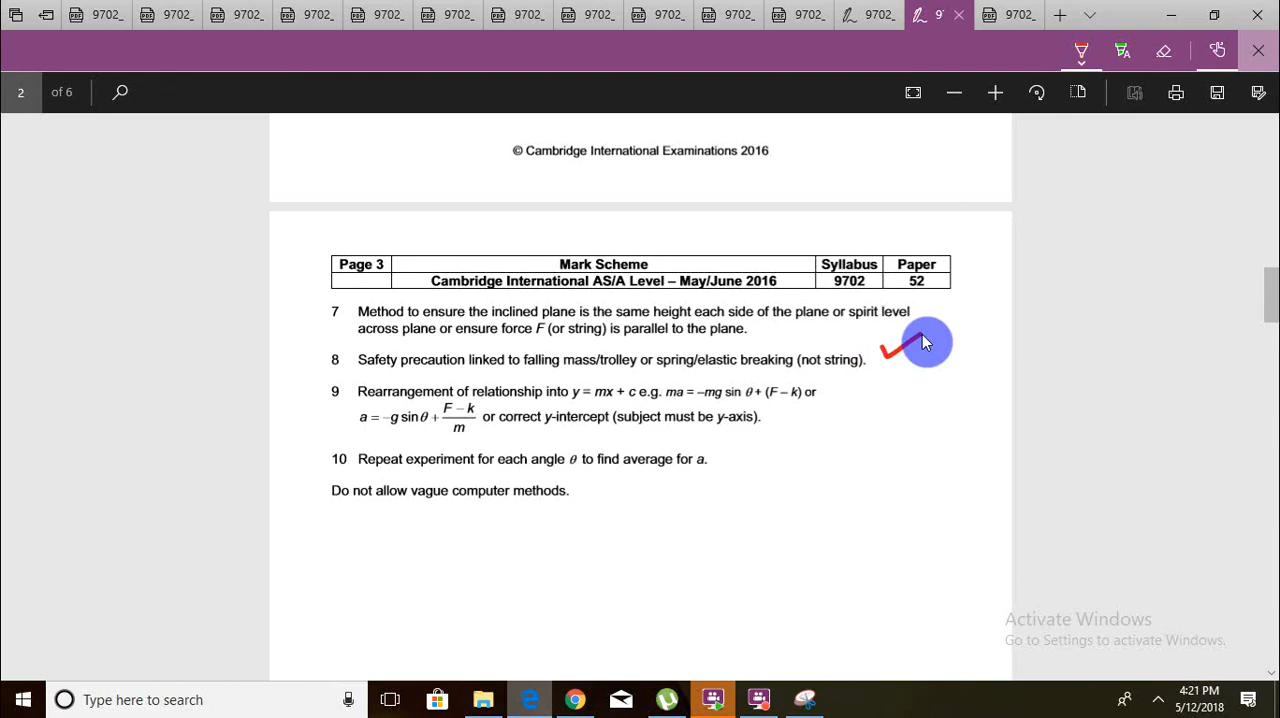 9702_
9702_
9702_
9702_
9702_
9702_
9702_
9702_
9702_
9702_
9702_
9702_
9
9702_
2 of 6
© Cambridge International Examinations 2016
Page 3 Mark Scheme Syllabus Paper
Cambridge International AS/A Level – May/June 2016 9702 52
7 Method to ensure the inclined plane is the same height each side of the plane or spirit level
across plane or ensure force F (or string) is parallel to the plane.
8 Safety precaution linked to falling mass/trolley or spring/elastic breaking (not string).
9 Rearrangement of relationship into y = mx + c e.g. ma = –mg sin θ + (F – k) or
a = –g sin θ + (F – k)/m or correct y-intercept (subject must be y-axis).
10 Repeat experiment for each angle θ to find average for a.
Do not allow vague computer methods.
Activate Windows
Go to Settings to activate Windows.
Type here to search
4:21 PM
5/12/2018